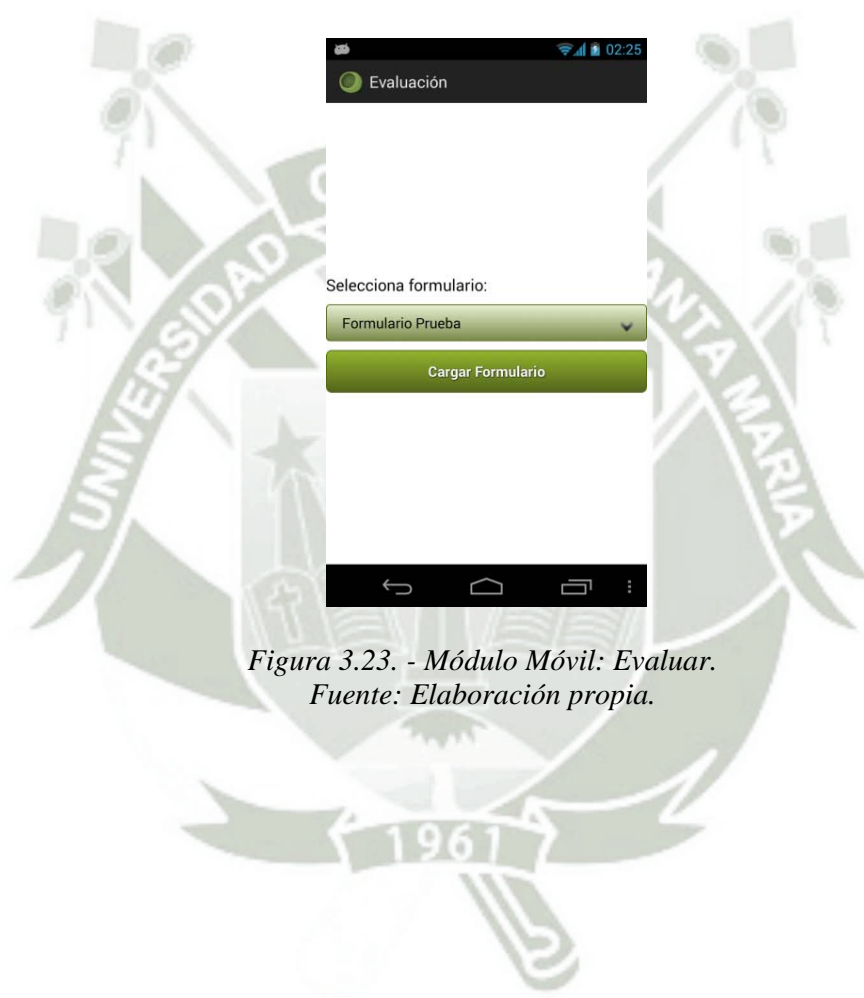 02:25
Evaluación
Selecciona formulario:
Formulario Prueba
Cargar Formulario
Figura 3.23. - Módulo Móvil: Evaluar.
Fuente: Elaboración propia.
UNIVERSIDAD C
ANTA MARIA
1961